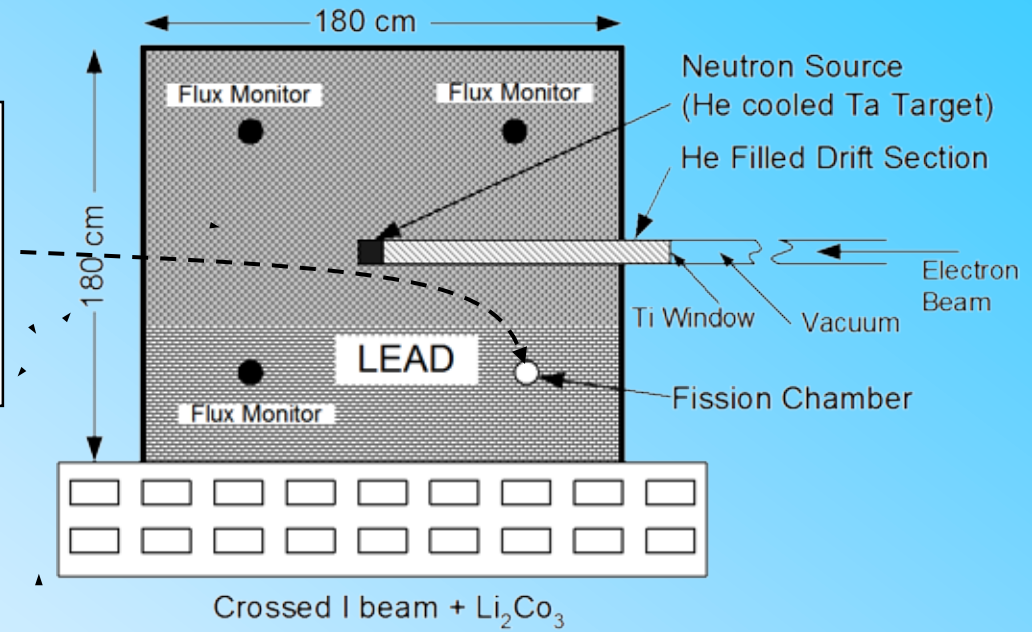 180 cm
Flux Monitor
Flux Monitor
Neutron Source
(He cooled Ta Target)
He Filled Drift Section
180 cm
Electron
Beam
Ti Window
Vacuum
LEAD
Fission Chamber
Flux Monitor
Crossed I beam + Li₂Co₃